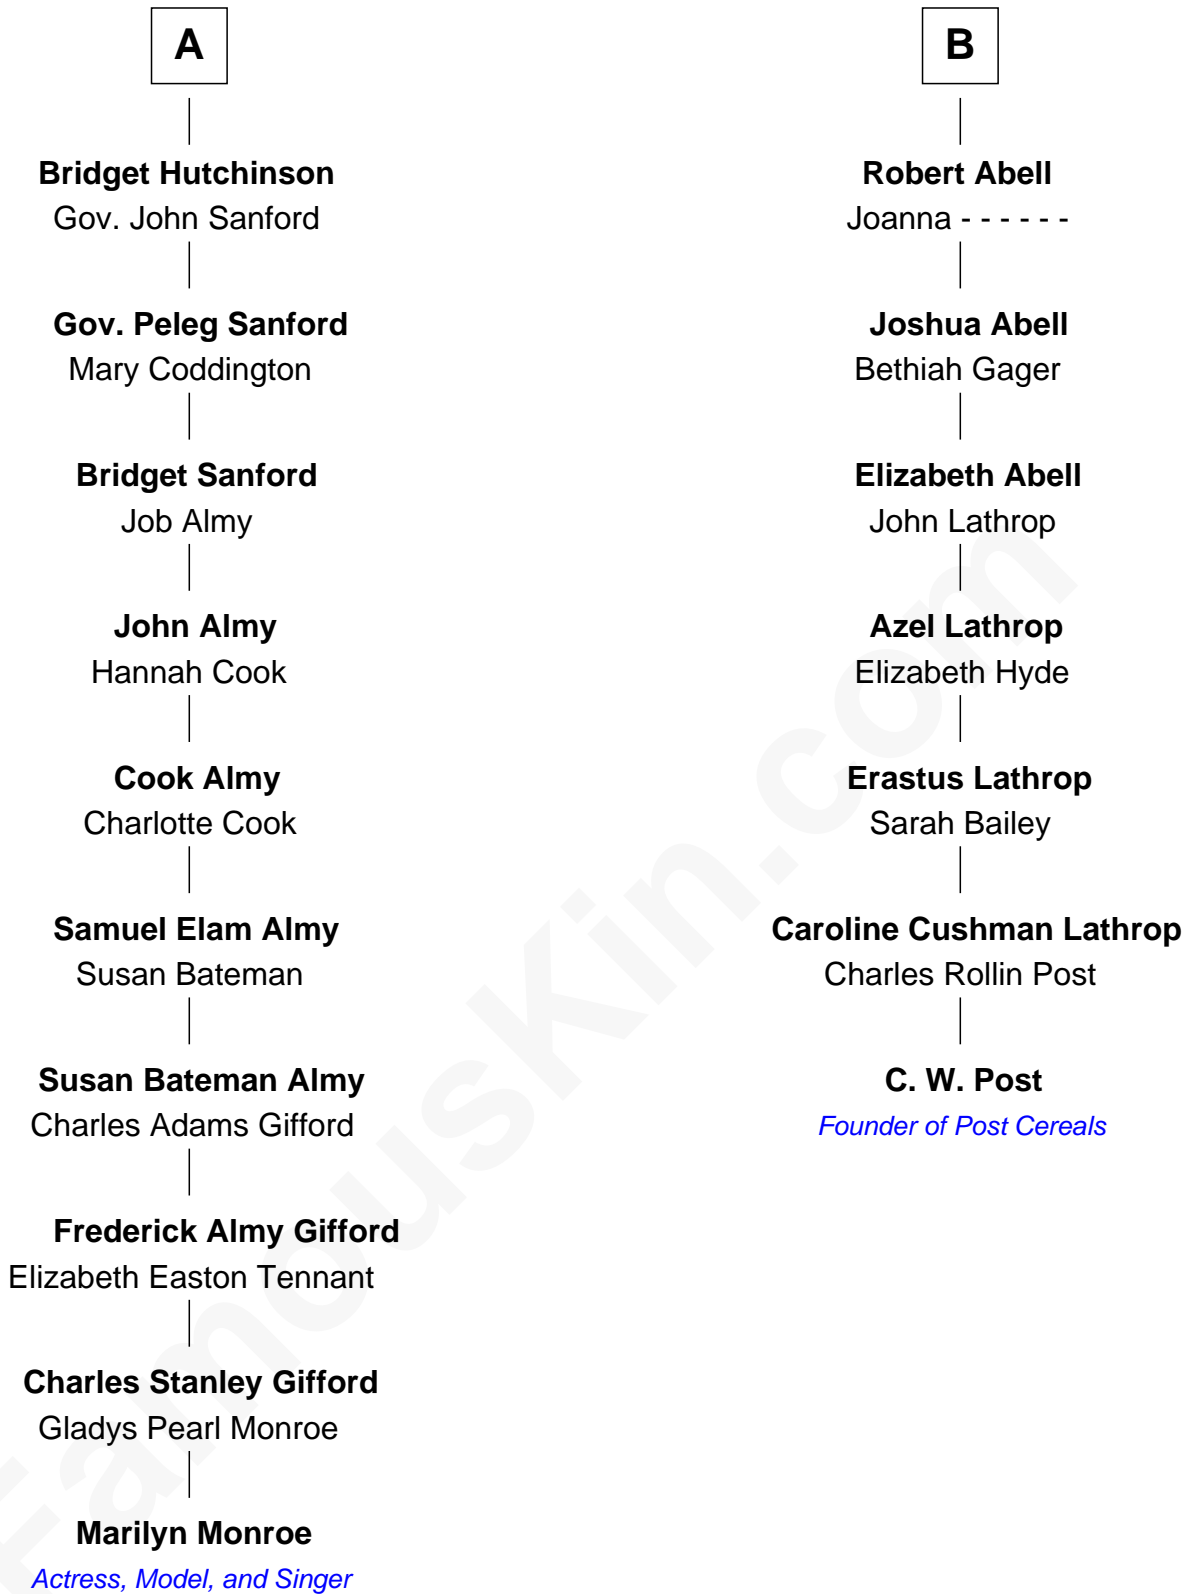 A
Bridget Hutchinson
Gov. John Sanford
Gov. Peleg Sanford
Mary Coddington
Bridget Sanford
Job Almy
John Almy
Hannah Cook
Cook Almy
Charlotte Cook
Samuel Elam Almy
Susan Bateman
Susan Bateman Almy
Charles Adams Gifford
Frederick Almy Gifford
Elizabeth Easton Tennant
Charles Stanley Gifford
Gladys Pearl Monroe
Marilyn Monroe
Actress, Model, and Singer
B
Robert Abell
Joanna - - - - - -
Joshua Abell
Bethiah Gager
Elizabeth Abell
John Lathrop
Azel Lathrop
Elizabeth Hyde
Erastus Lathrop
Sarah Bailey
Caroline Cushman Lathrop
Charles Rollin Post
C. W. Post
Founder of Post Cereals
FamousKin.com